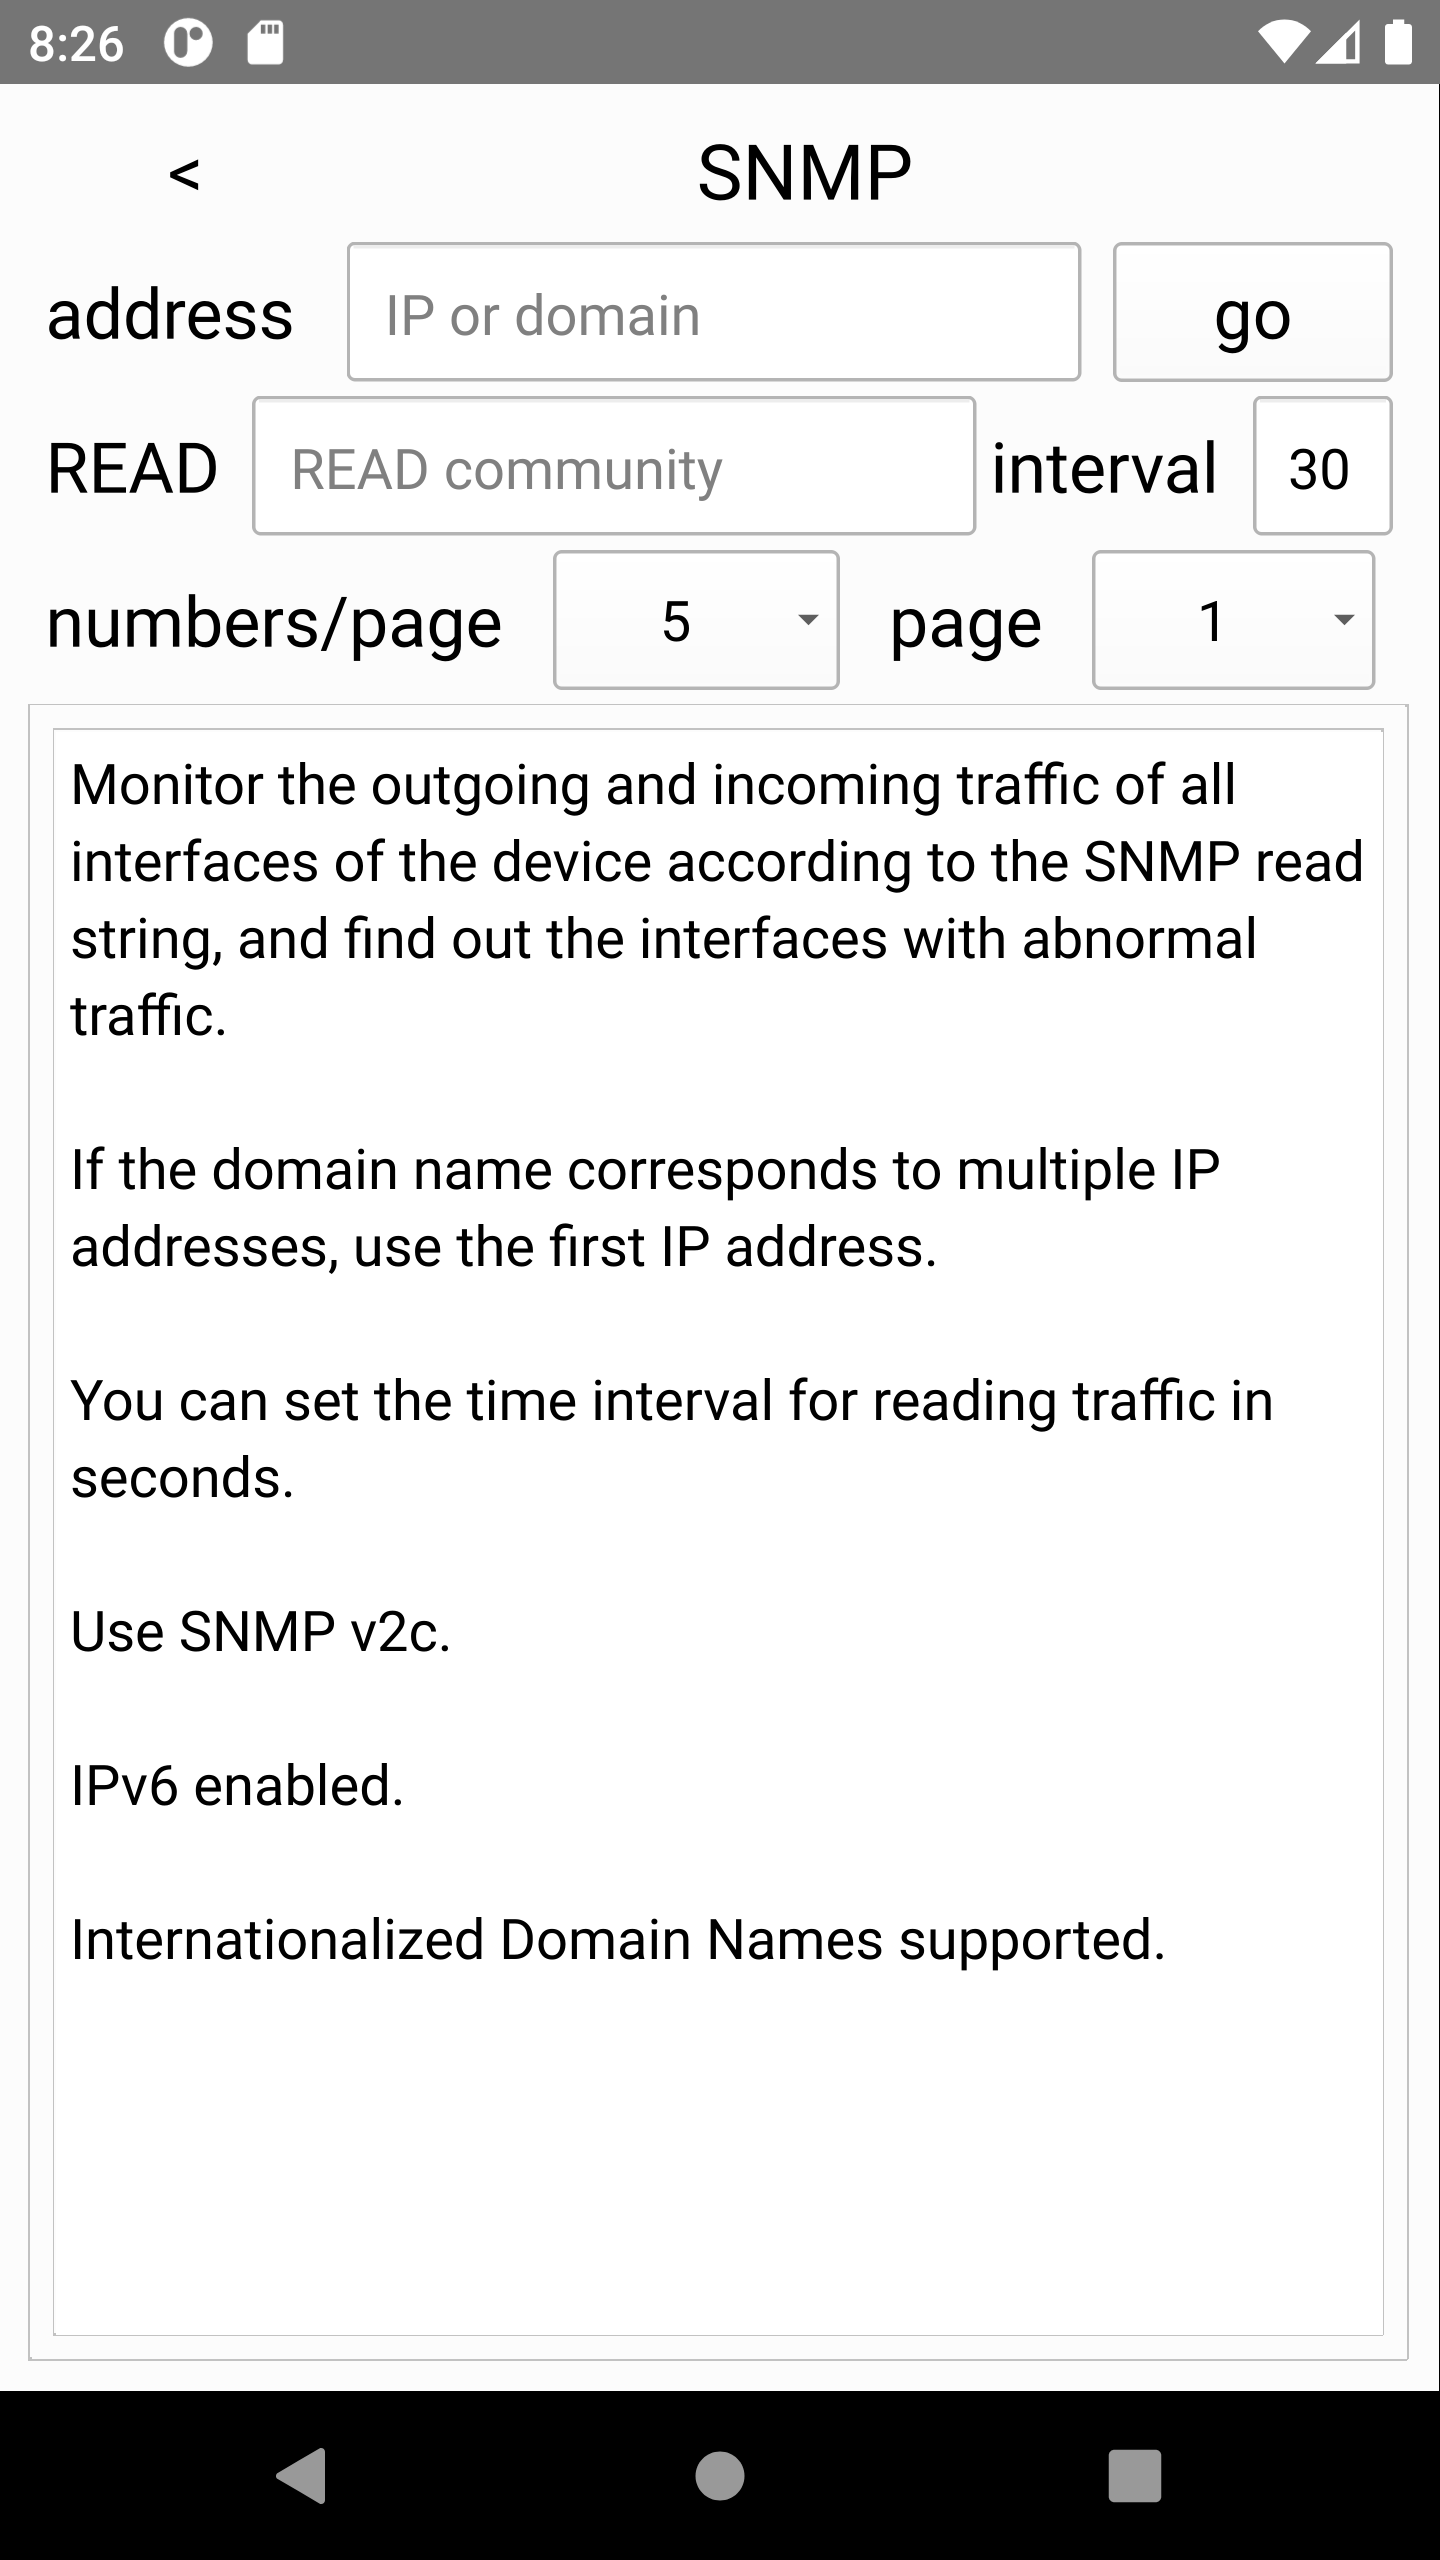 8:26
< SNMP
address IP or domain go
READ READ community interval 30
numbers/page 5 page 1
Monitor the outgoing and incoming traffic of all
interfaces of the device according to the SNMP read
string, and find out the interfaces with abnormal
traffic.
If the domain name corresponds to multiple IP
addresses, use the first IP address.
You can set the time interval for reading traffic in
seconds.
Use SNMP v2c.
IPv6 enabled.
Internationalized Domain Names supported.